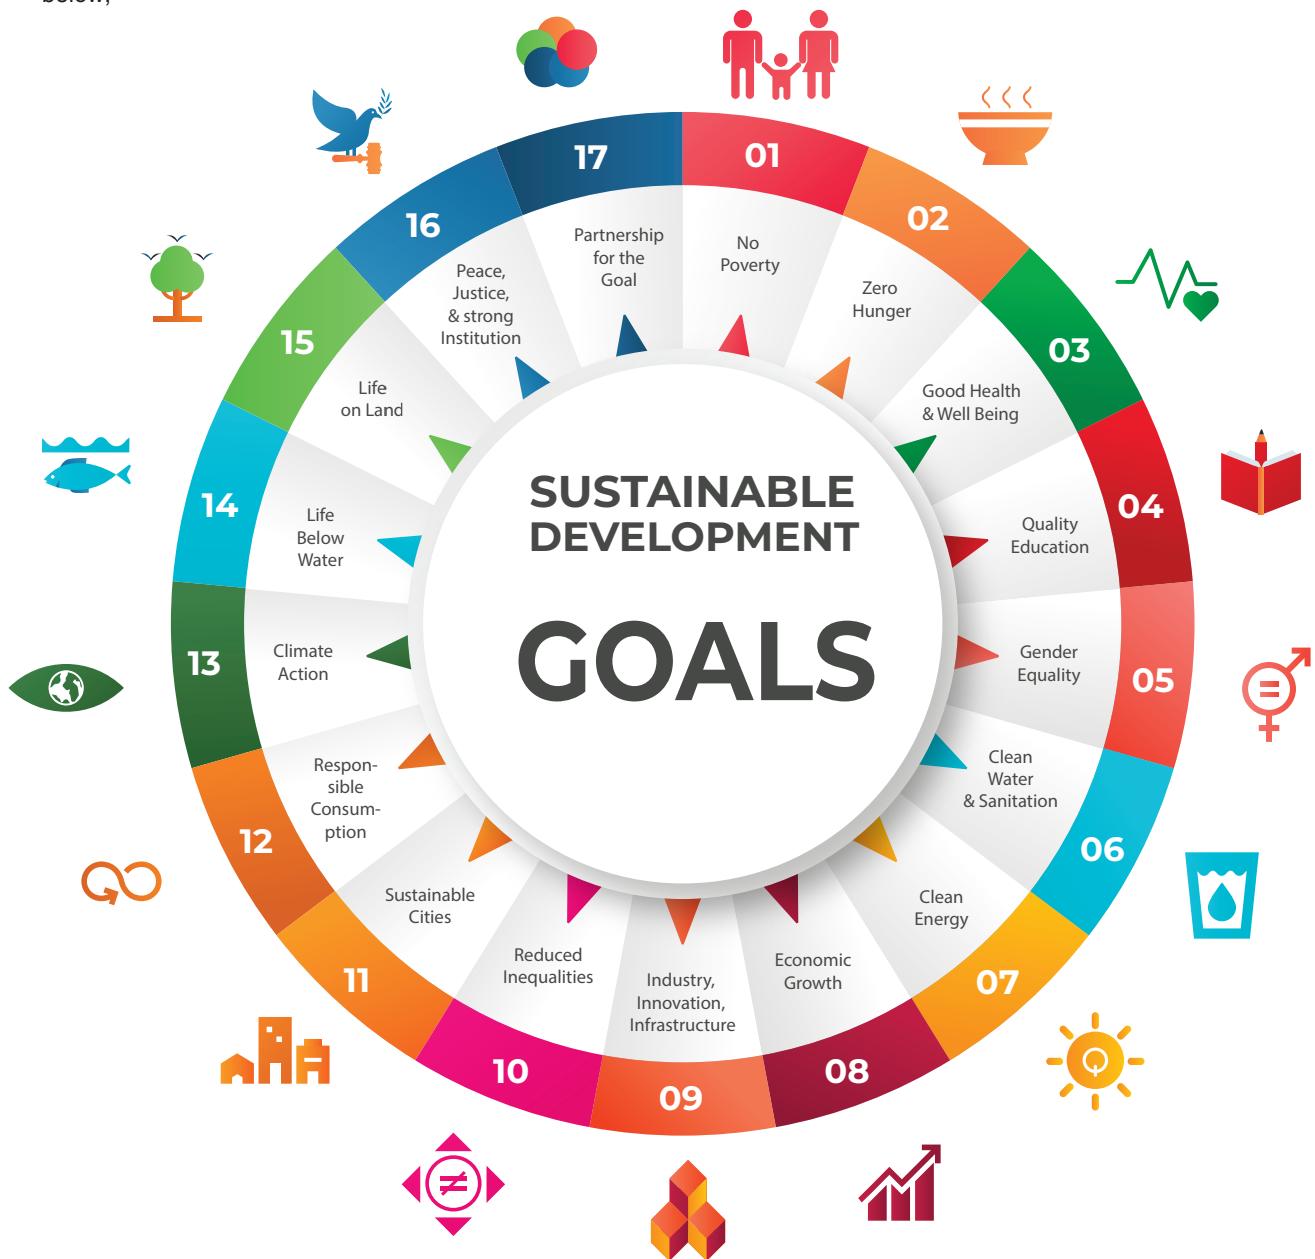 below;
SUSTAINABLE
DEVELOPMENT
GOALS
01
No
Poverty
02
Zero
Hunger
03
Good Health
& Well Being
04
Quality
Education
05
Gender
Equality
06
Clean
Water
& Sanitation
07
Clean
Energy
08
Economic
Growth
09
Industry,
Innovation,
Infrastructure
10
Reduced
Inequalities
11
Sustainable
Cities
12
Respon-
sible
Consum-
ption
13
Climate
Action
14
Life
Below
Water
15
Life
on Land
16
Peace,
Justice,
& strong
Institution
17
Partnership
for the
Goal